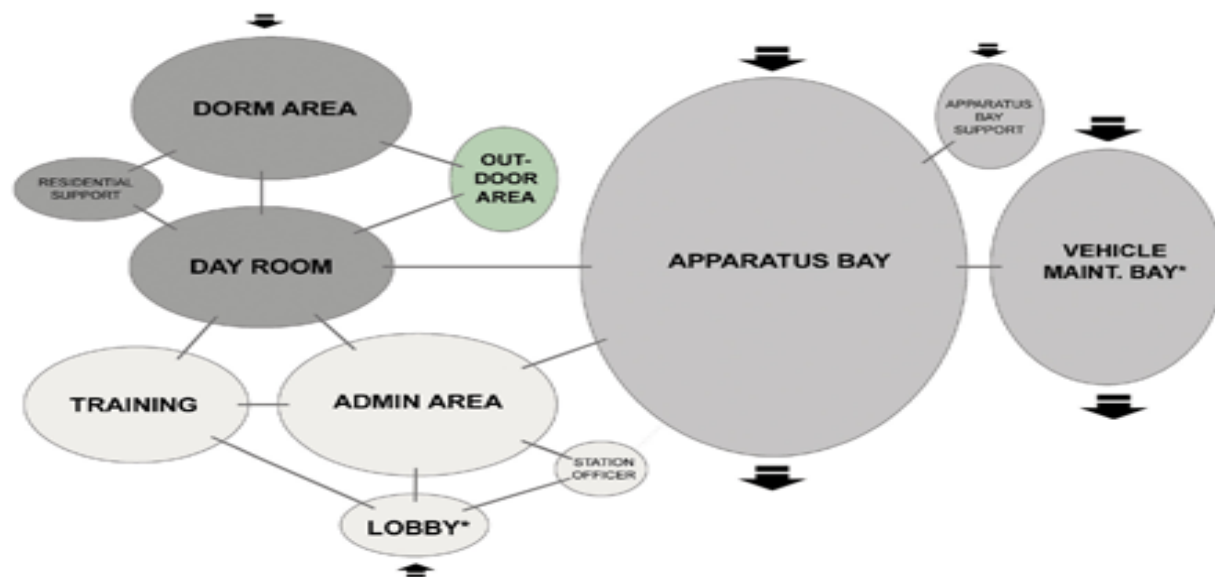 DORM AREA
RESIDENTIAL
SUPPORT
OUT-
DOOR
AREA
DAY ROOM
APPARATUS BAY
APPARATUS
BAY
SUPPORT
VEHICLE
MAINT. BAY*
TRAINING
ADMIN AREA
STATION
OFFICER
LOBBY*